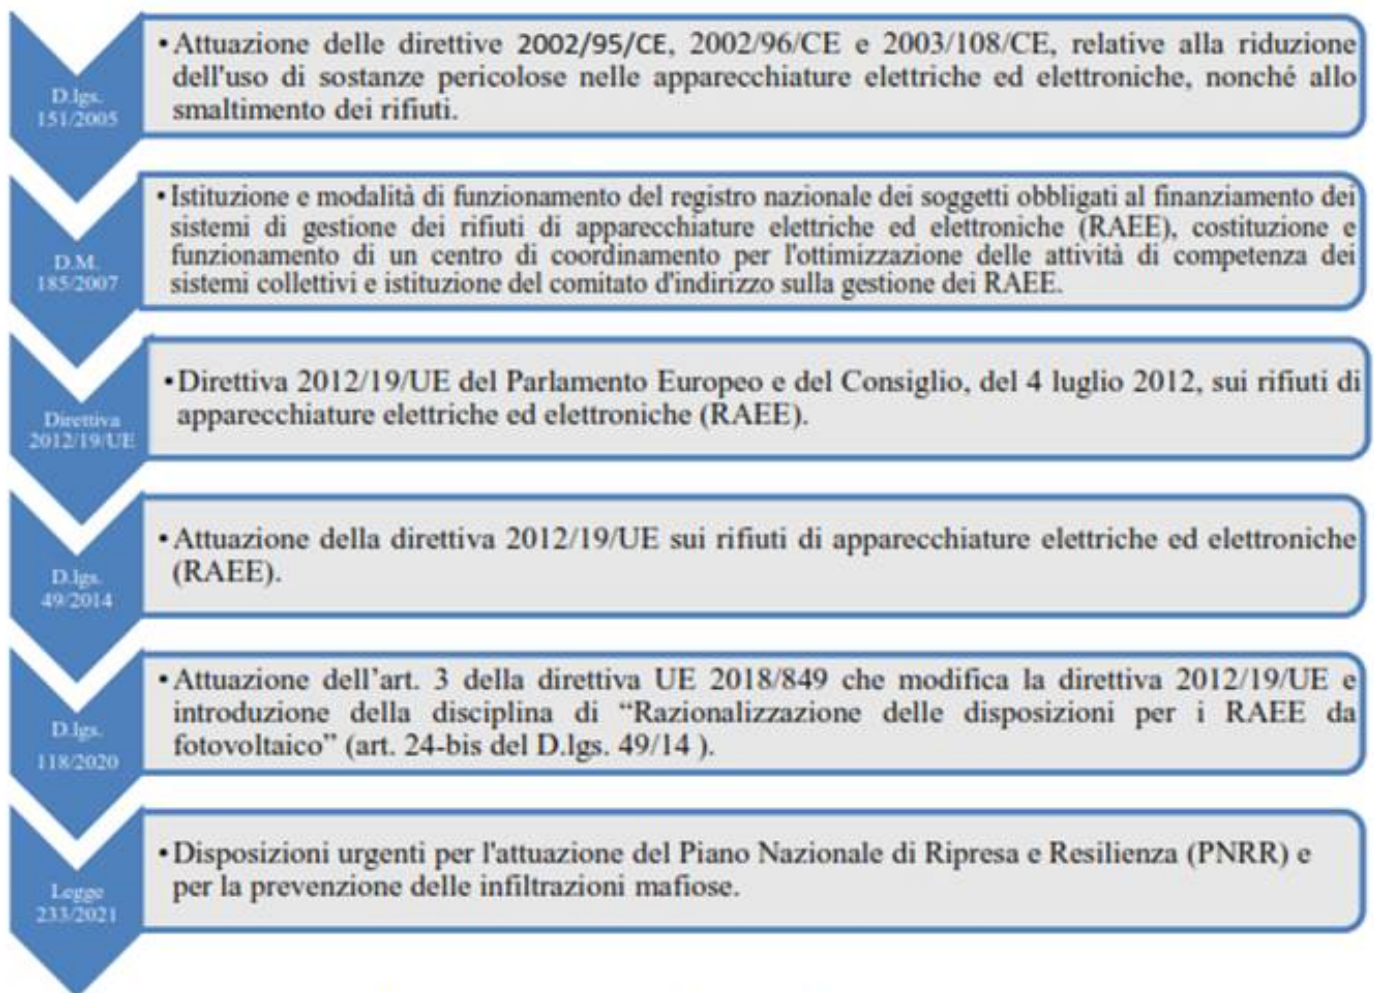 D.lgs.
151/2005
• Attuazione delle direttive 2002/95/CE, 2002/96/CE e 2003/108/CE, relative alla riduzione
dell'uso di sostanze pericolose nelle apparecchiature elettriche ed elettroniche, nonché allo
smaltimento dei rifiuti.
D.M.
185/2007
• Istituzione e modalità di funzionamento del registro nazionale dei soggetti obbligati al finanziamento dei
sistemi di gestione dei rifiuti di apparecchiature elettriche ed elettroniche (RAEE), costituzione e
funzionamento di un centro di coordinamento per l'ottimizzazione delle attività di competenza dei
sistemi collettivi e istituzione del comitato d'indirizzo sulla gestione dei RAEE.
Direttiva
2012/19/UE
• Direttiva 2012/19/UE del Parlamento Europeo e del Consiglio, del 4 luglio 2012, sui rifiuti di
apparecchiature elettriche ed elettroniche (RAEE).
D.lgs.
49/2014
• Attuazione della direttiva 2012/19/UE sui rifiuti di apparecchiature elettriche ed elettroniche
(RAEE).
D.lgs.
118/2020
• Attuazione dell’art. 3 della direttiva UE 2018/849 che modifica la direttiva 2012/19/UE e
introduzione della disciplina di “Razionalizzazione delle disposizioni per i RAEE da
fotovoltaico” (art. 24-bis del D.lgs. 49/14 ).
Legge
233/2021
• Disposizioni urgenti per l'attuazione del Piano Nazionale di Ripresa e Resilienza (PNRR) e
per la prevenzione delle infiltrazioni mafiose.